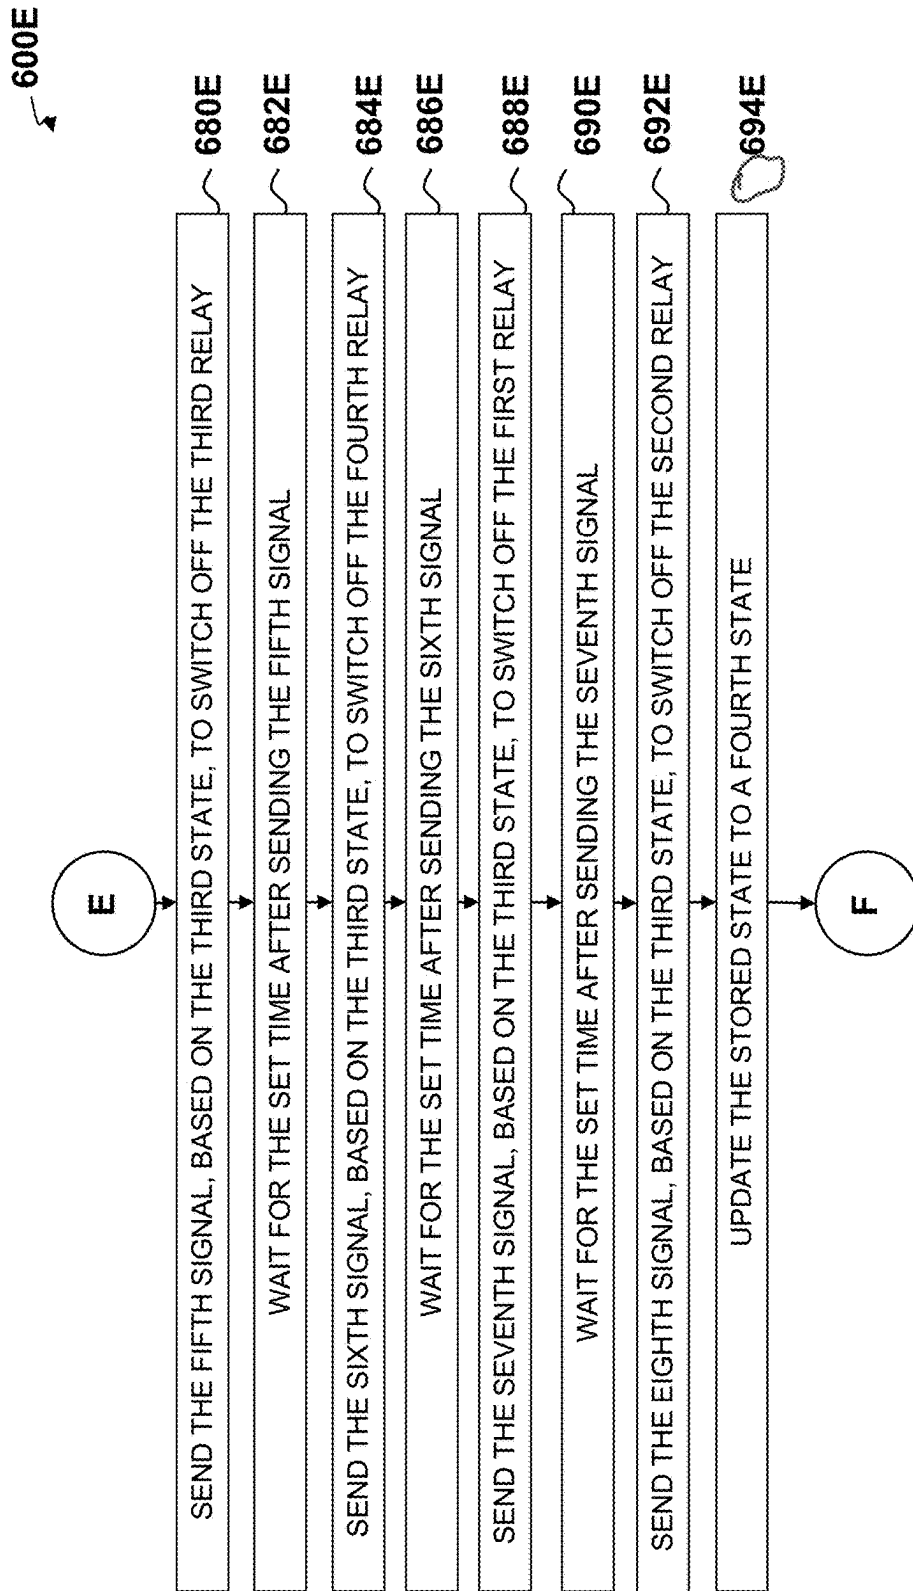 600E
E
SEND THE FIFTH SIGNAL, BASED ON THE THIRD STATE, TO SWITCH OFF THE THIRD RELAY
680E
WAIT FOR THE SET TIME AFTER SENDING THE FIFTH SIGNAL
682E
SEND THE SIXTH SIGNAL, BASED ON THE THIRD STATE, TO SWITCH OFF THE FOURTH RELAY
684E
WAIT FOR THE SET TIME AFTER SENDING THE SIXTH SIGNAL
686E
SEND THE SEVENTH SIGNAL, BASED ON THE THIRD STATE, TO SWITCH OFF THE FIRST RELAY
688E
WAIT FOR THE SET TIME AFTER SENDING THE SEVENTH SIGNAL
690E
SEND THE EIGHTH SIGNAL, BASED ON THE THIRD STATE, TO SWITCH OFF THE SECOND RELAY
692E
UPDATE THE STORED STATE TO A FOURTH STATE
694E
F